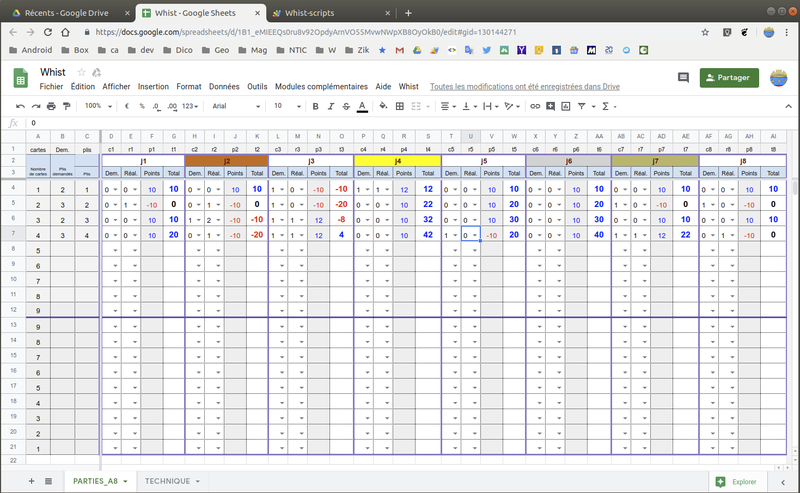 Récents - Google Drive
Whist - Google Sheets
Whist-scripts
https://docs.google.com/spreadsheets/d/1B1_eMIEEQs0ru8v92OpdyArnVOSSMvwNWpXB8OyOkB0/edit#gid=130144271
Android Box ca dev Dico Geo Mag NTIC W Zik
Whist
Fichier Édition Affichage Insertion Format Données Outils Modules complémentaires Aide Whist
Toutes les modifications ont été enregistrées dans Drive
Partager
100% € % .0 .00 123 Arial 10 B I S A
fx 0
A B C D E F G H I J K L M N O P Q R S T U V W X Y Z AA AB AC AD AE AF AG AH AI
1 cartes Dem. plis c1 r1 p1 t1 c2 r2 p2 t2 c3 r3 p3 t3 c4 r4 p4 t4 c5 r5 p5 t5 c6 r6 p6 t6 c7 r7 p7 t7 c8 r8 p8 t8
2 J1 J2 J3 J4 J5 J6 J7 J8
3 Nombre de cartes Plis demandés Plis Dem. Réal. Points Total Dem. Réal. Points Total Dem. Réal. Points Total Dem. Réal. Points Total Dem. Réal. Points Total Dem. Réal. Points Total Dem. Réal. Points Total Dem. Réal. Points Total
4 1 2 1 0 0 10 10 0 0 10 10 1 0 -10 -10 1 1 12 12 0 0 10 10 0 0 10 10 0 0 10 10 0 0 10 10
5 2 3 2 0 1 -10 0 0 1 -10 0 1 0 -10 -20 0 0 10 22 0 0 10 20 0 0 10 20 1 0 -10 0 1 0 -10 0
6 3 2 3 0 0 10 10 1 2 -10 -10 1 1 12 -8 0 0 10 32 0 0 10 30 0 0 10 30 0 0 10 10 0 0 10 10
7 4 3 4 0 0 10 20 0 1 -10 -20 1 1 12 4 0 0 10 42 1 0 -10 20 0 0 10 40 1 1 12 22 0 1 -10 0
8 5
9 6
10 7
11 8
12 9
13 9
14 8
15 7
16 6
17 5
18 4
19 3
20 2
21 1
22
PARTIES_A8 TECHNIQUE
Explorer